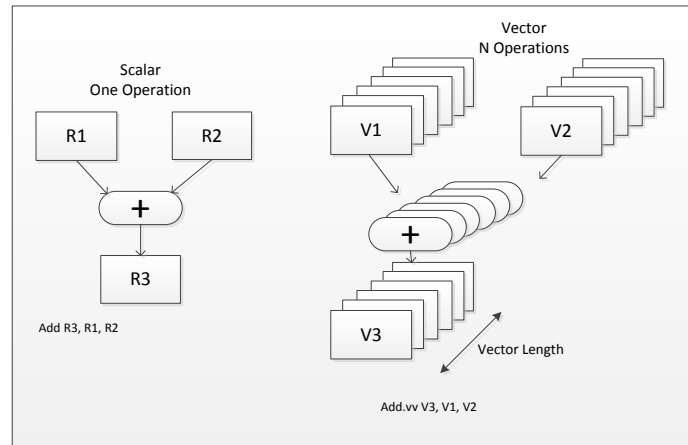 Scalar
One Operation
R1
R2
+
R3
Add R3, R1, R2
Vector
N Operations
V1
V2
+
V3
Vector Length
Add.vv V3, V1, V2